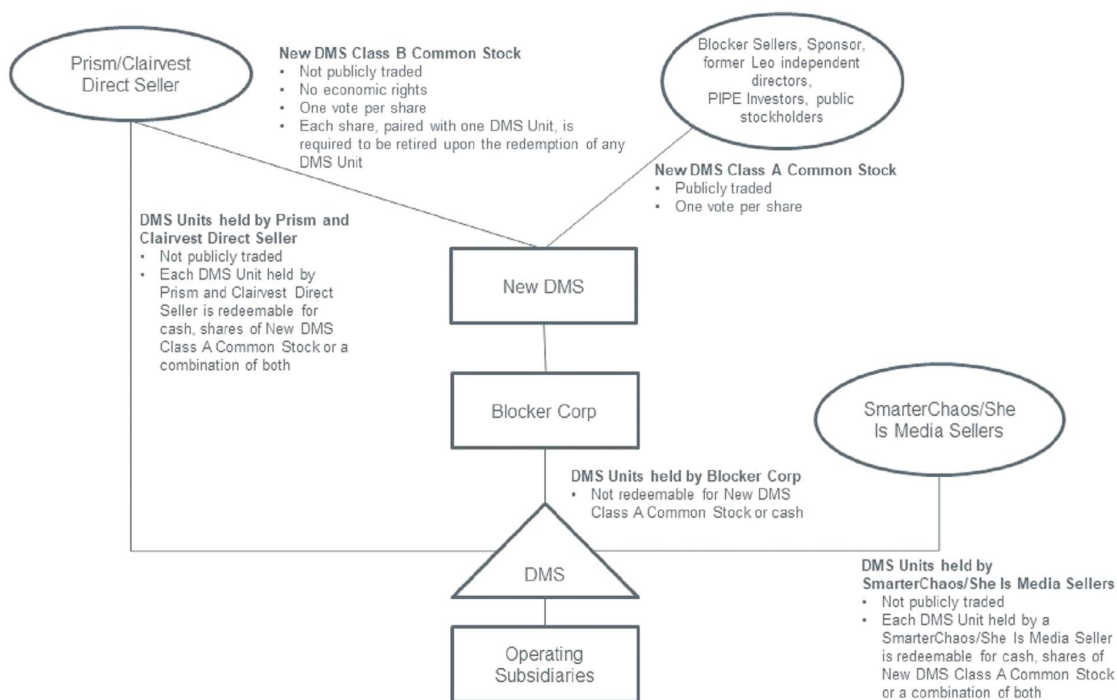 Prism/Clairvest
Direct Seller
New DMS Class B Common Stock
• Not publicly traded
• No economic rights
• One vote per share
• Each share, paired with one DMS Unit, is
required to be retired upon the redemption of any
DMS Unit
Blocker Sellers, Sponsor,
former Leo independent
directors,
PIPE Investors, public
stockholders
New DMS Class A Common Stock
• Publicly traded
• One vote per share
DMS Units held by Prism and
Clairvest Direct Seller
• Not publicly traded
• Each DMS Unit held by
Prism and Clairvest Direct
Seller is redeemable for
cash, shares of New DMS
Class A Common Stock or a
combination of both
New DMS
Blocker Corp
SmarterChaos/She
Is Media Sellers
DMS Units held by Blocker Corp
• Not redeemable for New DMS
Class A Common Stock or cash
DMS
DMS Units held by
SmarterChaos/She Is Media Sellers
• Not publicly traded
• Each DMS Unit held by a
SmarterChaos/She Is Media Seller
is redeemable for cash, shares of
New DMS Class A Common Stock
or a combination of both
Operating
Subsidiaries